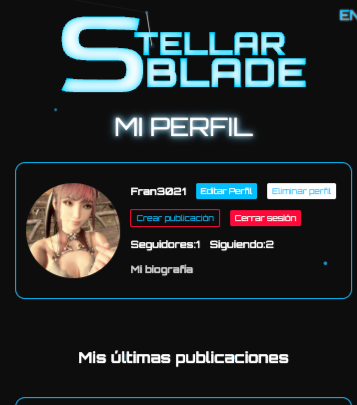 EN
STELLAR
BLADE
MI PERFIL
Fran3021 Editar Perfil Eliminar perfil
Crear publicación Cerrar sesión
Seguidores:1 Siguiendo:2
Mi biografía
Mis últimas publicaciones